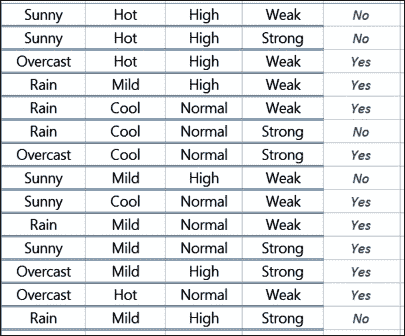 Sunny Hot High Weak No
Sunny Hot High Strong No
Overcast Hot High Weak Yes
Rain Mild High Weak Yes
Rain Cool Normal Weak Yes
Rain Cool Normal Strong No
Overcast Cool Normal Strong Yes
Sunny Mild High Weak No
Sunny Cool Normal Weak Yes
Rain Mild Normal Weak Yes
Sunny Mild Normal Strong Yes
Overcast Mild High Strong Yes
Overcast Hot Normal Weak Yes
Rain Mild High Strong No